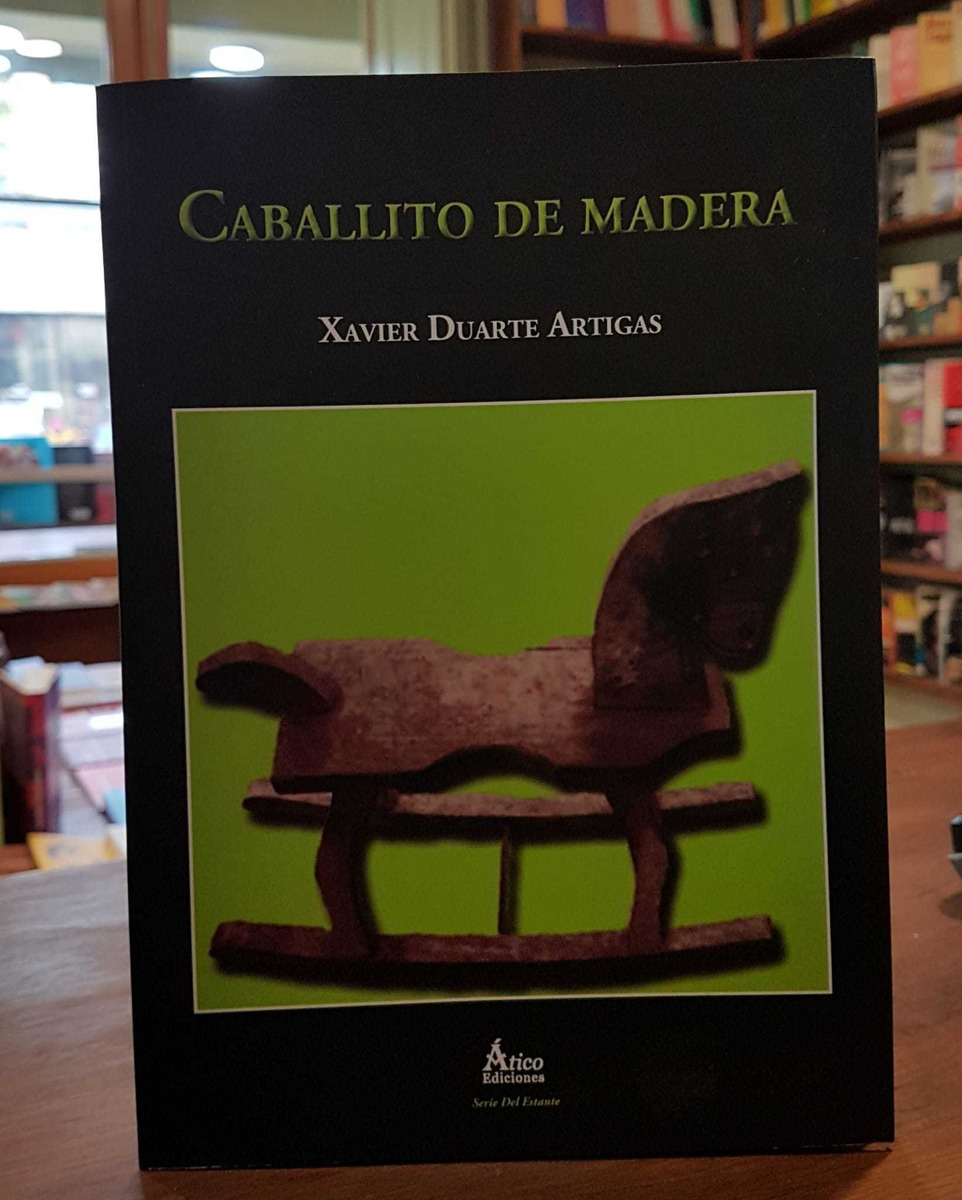 CABALLITO DE MADERA
XAVIER DUARTE ARTIGAS
Ático
Ediciones
Serie Del Estante